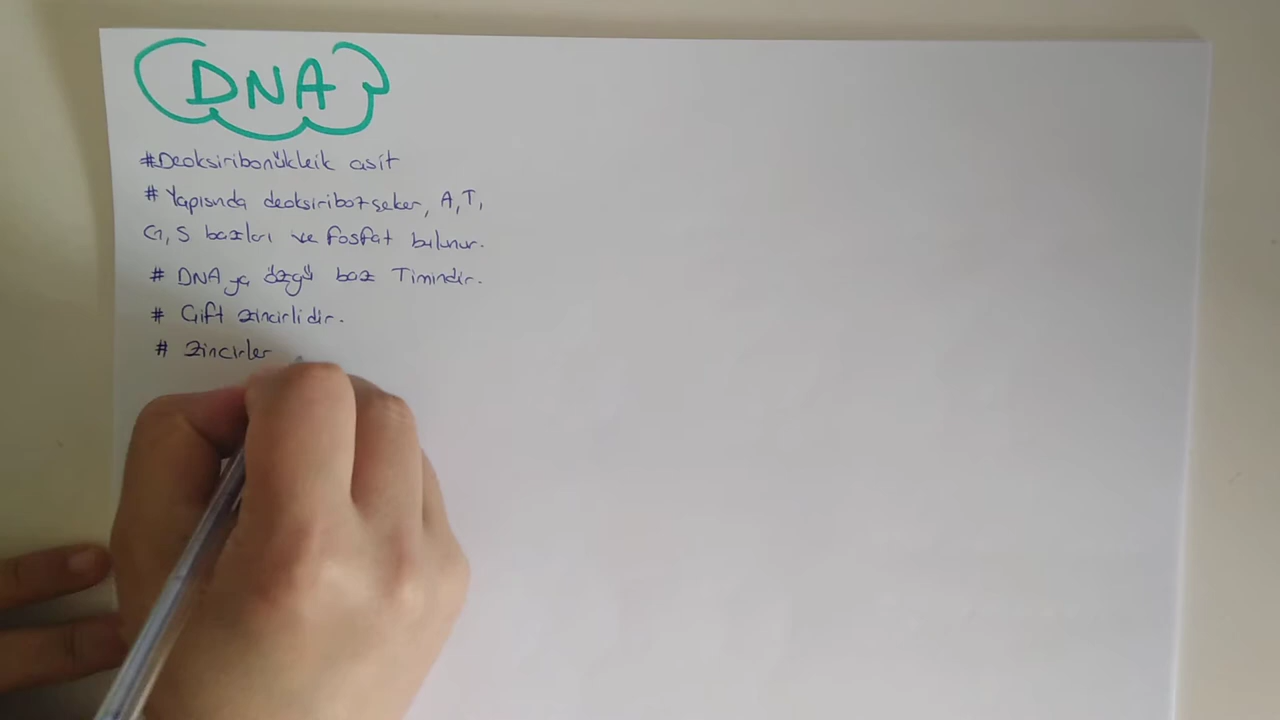 DNA
#Deoksiribonükleik asit
# Yapısında deoksiriboz şeker, A,T,
G,S bazları ve fosfat bulunur.
# DNA ya özgü baz Timindir.
# Çift zincirlidir.
# Zincirler